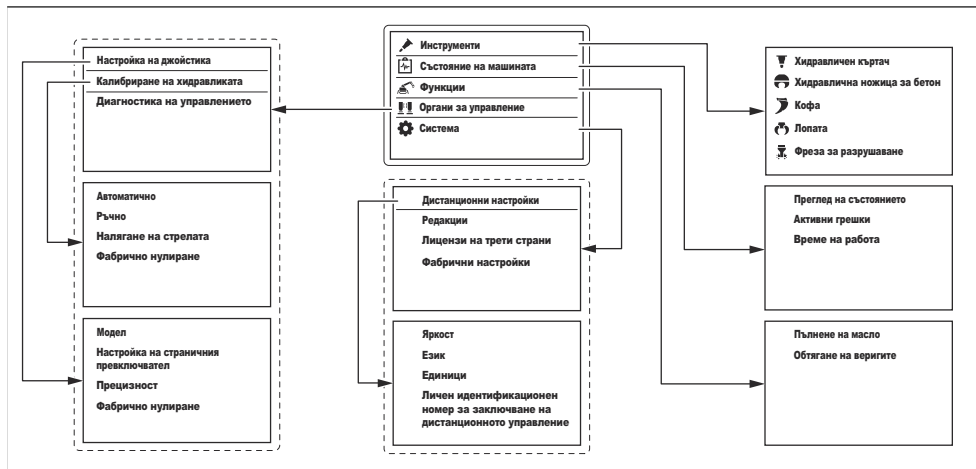 Настройка на джойстика
Калибриране на хидравликата
Диагностика на управлението
Автоматично
Ръчно
Налягане на стрелата
Фабрично нулиране
Модел
Настройка на страничния
превключвател
Прецизност
Фабрично нулиране
Инструменти
Състояние на машината
Функции
Органи за управление
Система
Дистанционни настройки
Редакции
Лицензи на трети страни
Фабрични настройки
Яркост
Език
Единици
Личен идентификационен
номер за заключване на
дистанционното управление
Хидравличен къртач
Хидравлична ножица за бетон
Кофа
Лопата
Фреза за разрушаване
Преглед на състоянието
Активни грешки
Време на работа
Пълнене на масло
Обтягане на веригите